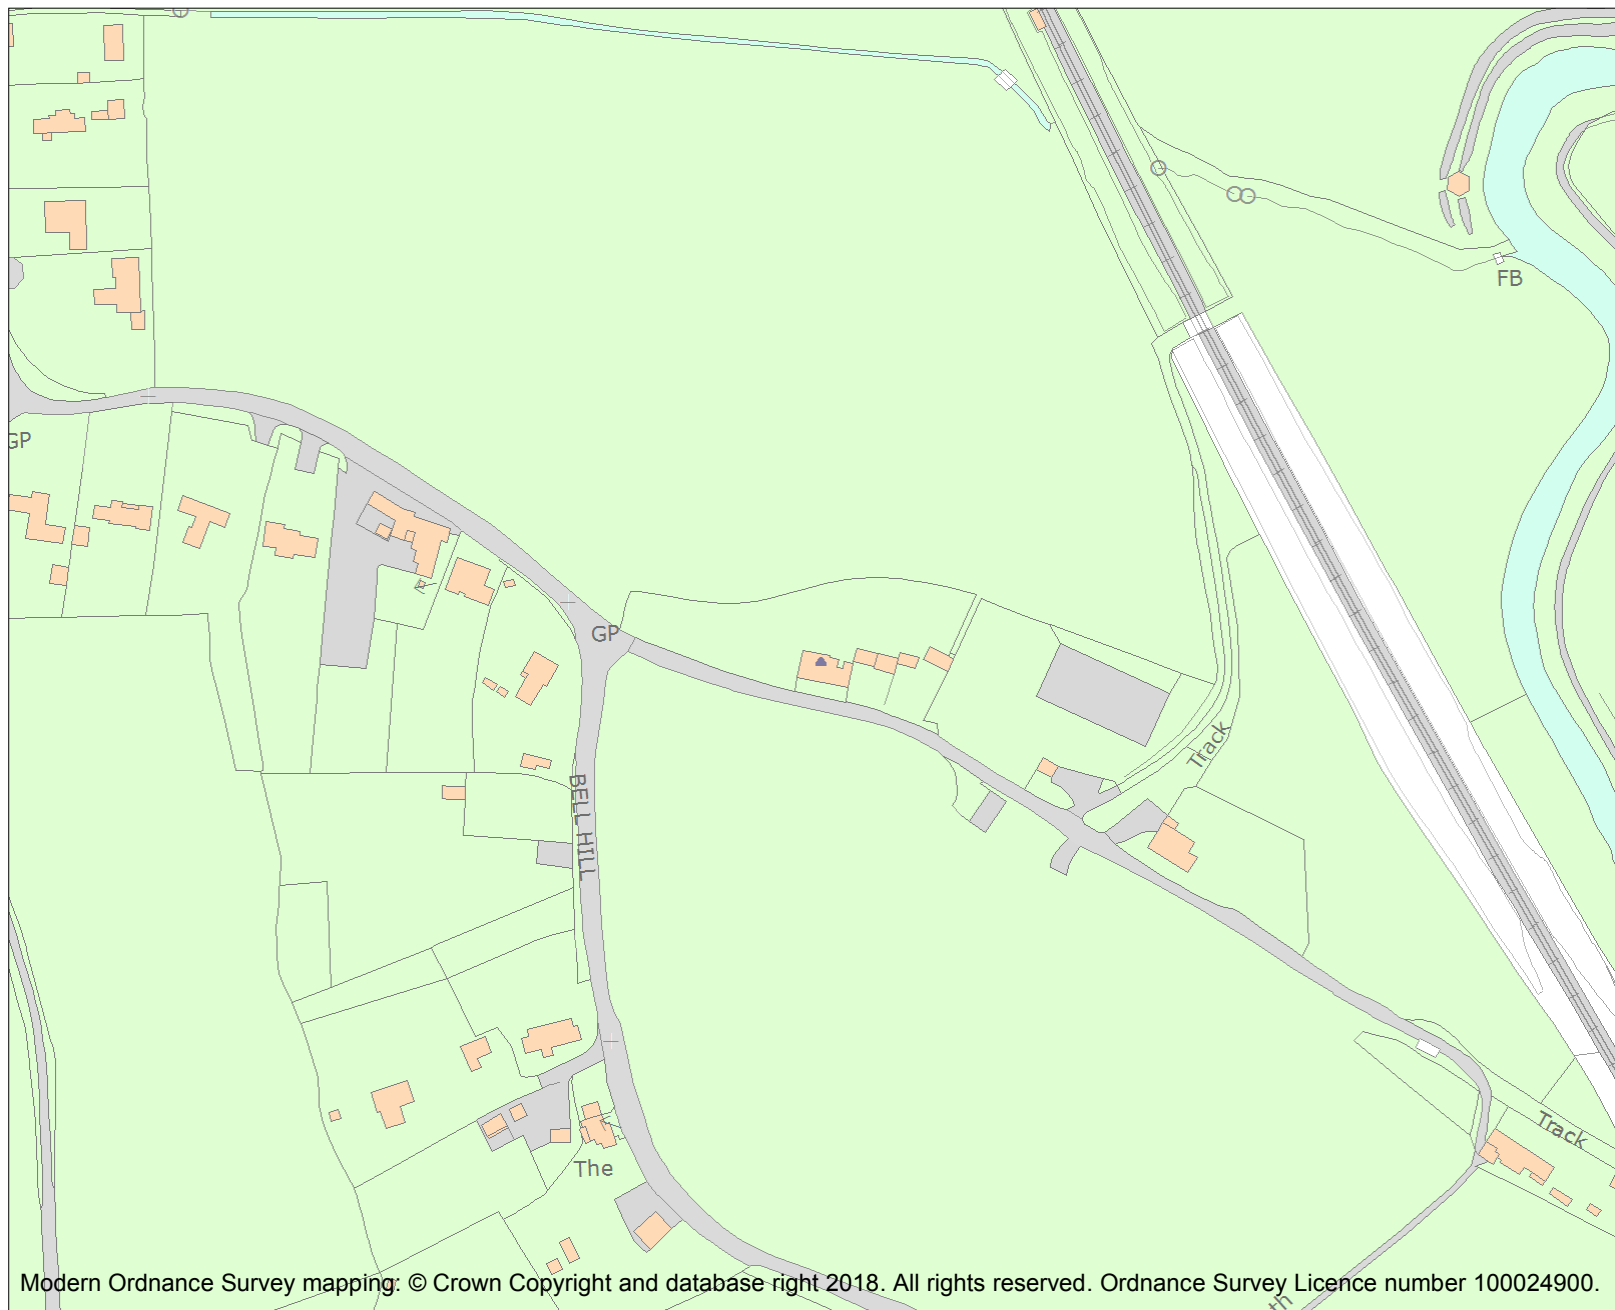 FB
GP
GP
Track
BELL HILL
Track
The
Modern Ordnance Survey mapping: © Crown Copyright and database right 2018. All rights reserved. Ordnance Survey Licence number 100024900.
th